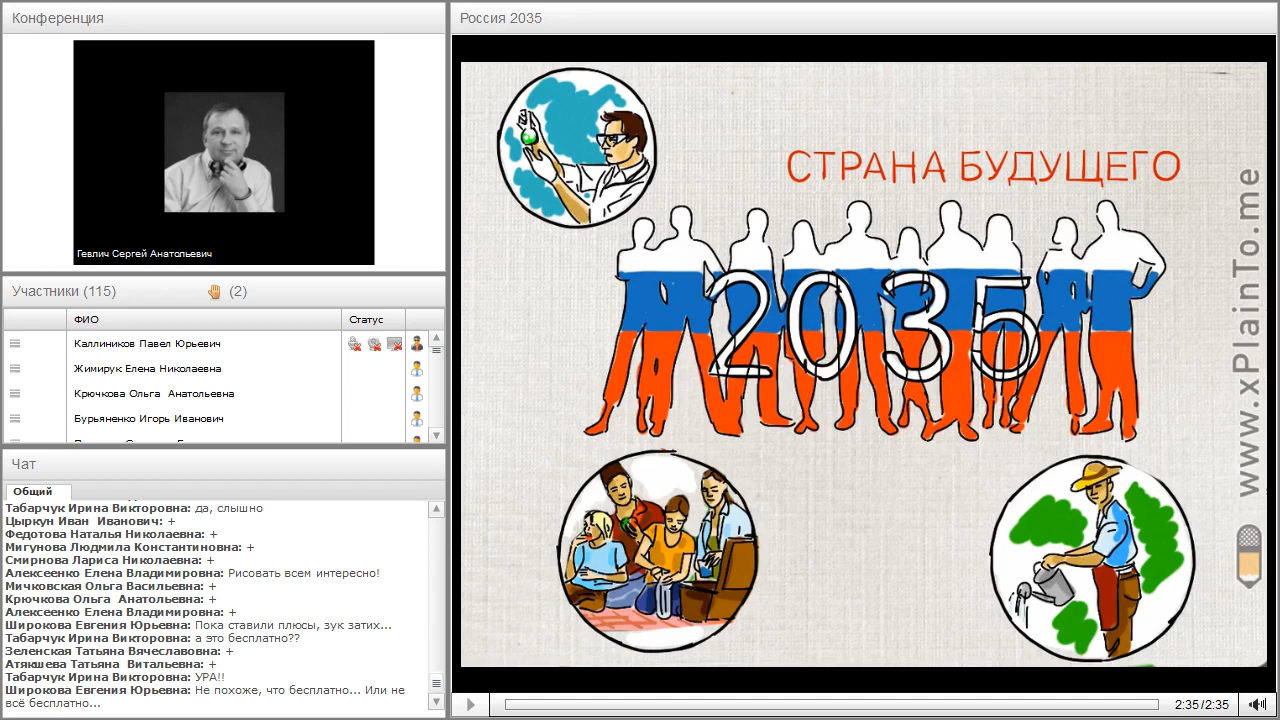 Конференция
Гевлич Сергей Анатольевич
Участники (115)
(2)
ФИО
Статус
Каллиников Павел Юрьевич
Жимирук Елена Николаевна
Крючкова Ольга Анатольевна
Бурьяненко Игорь Иванович
Чат
Общий
Табарчук Ирина Викторовна: да, слышно
Цыркун Иван Иванович: +
Федотова Наталья Николаевна: +
Мигунова Людмила Константиновна: +
Смирнова Лариса Николаевна: +
Алексеенко Елена Владимировна: Рисовать всем интересно!
Мичковская Ольга Васильевна: +
Крючкова Ольга Анатольевна: +
Алексеенко Елена Владимировна: +
Широкова Евгения Юрьевна: Пока ставили плюсы, зук затих...
Табарчук Ирина Викторовна: а это бесплатно??
Зеленская Татьяна Вячеславовна: +
Атякшева Татьяна Витальевна: +
Табарчук Ирина Викторовна: УРА!!
Широкова Евгения Юрьевна: Не похоже, что бесплатно... Или не
всё бесплатно...
Россия 2035
СТРАНА БУДУЩЕГО
2035
www.xPlainTo.me
2:35/2:35